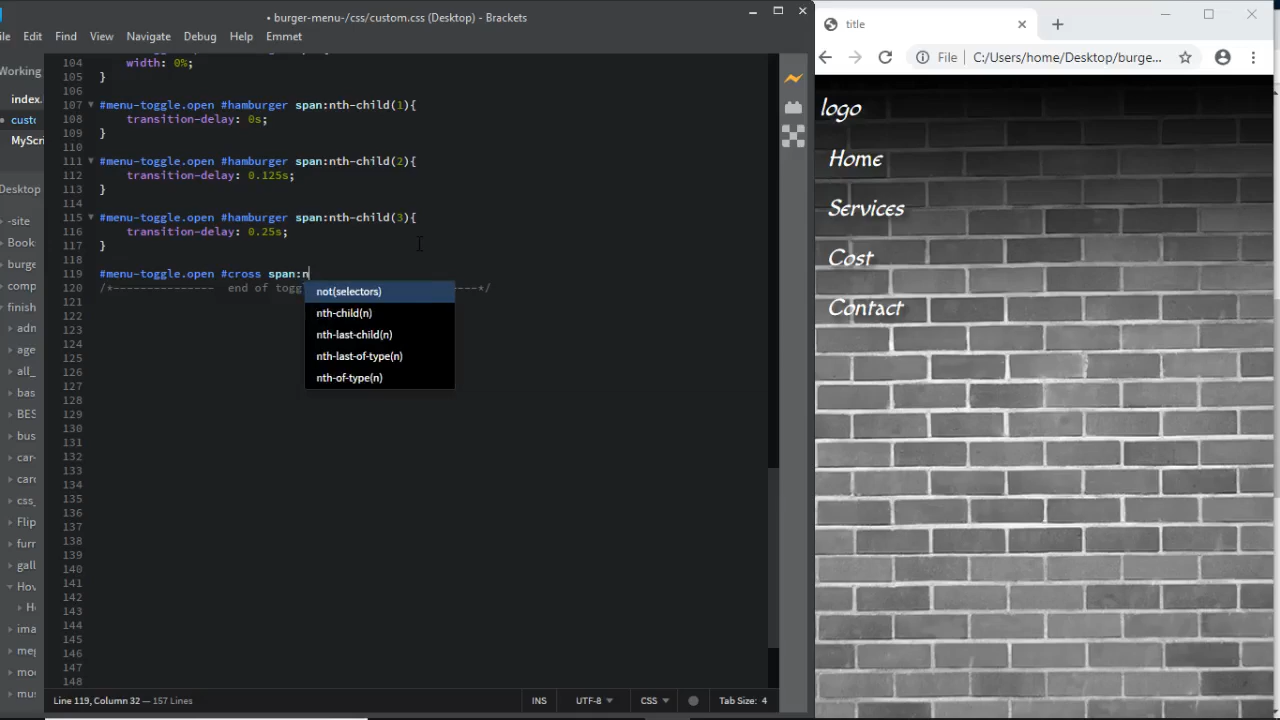 • burger-menu-/css/custom.css (Desktop) - Brackets
ile Edit Find View Navigate Debug Help Emmet
Working
index.
• custo
MyScri
Desktop
-site
Book
burge
comp
finish
adn
age
all_
bas
BES
bus
car-
card
css_
Flip
furr
gall
Hov
H
ima
meg
mod
mus
104 width: 0%;
105 }
106
107 #menu-toggle.open #hamburger span:nth-child(1){
108 transition-delay: 0s;
109 }
110
111 #menu-toggle.open #hamburger span:nth-child(2){
112 transition-delay: 0.125s;
113 }
114
115 #menu-toggle.open #hamburger span:nth-child(3){
116 transition-delay: 0.25s;
117 }
118
119 #menu-toggle.open #cross span:n
120 /*--------------- end of togg ----*/
not(selectors)
nth-child(n)
nth-last-child(n)
nth-last-of-type(n)
nth-of-type(n)
121
122
123
124
125
126
127
128
129
130
131
132
133
134
135
136
137
138
139
140
141
142
143
144
145
146
147
148
Line 119, Column 32 — 157 Lines
INS UTF-8 CSS Tab Size: 4
title
File C:/Users/home/Desktop/burge...
logo
Home
Services
Cost
Contact